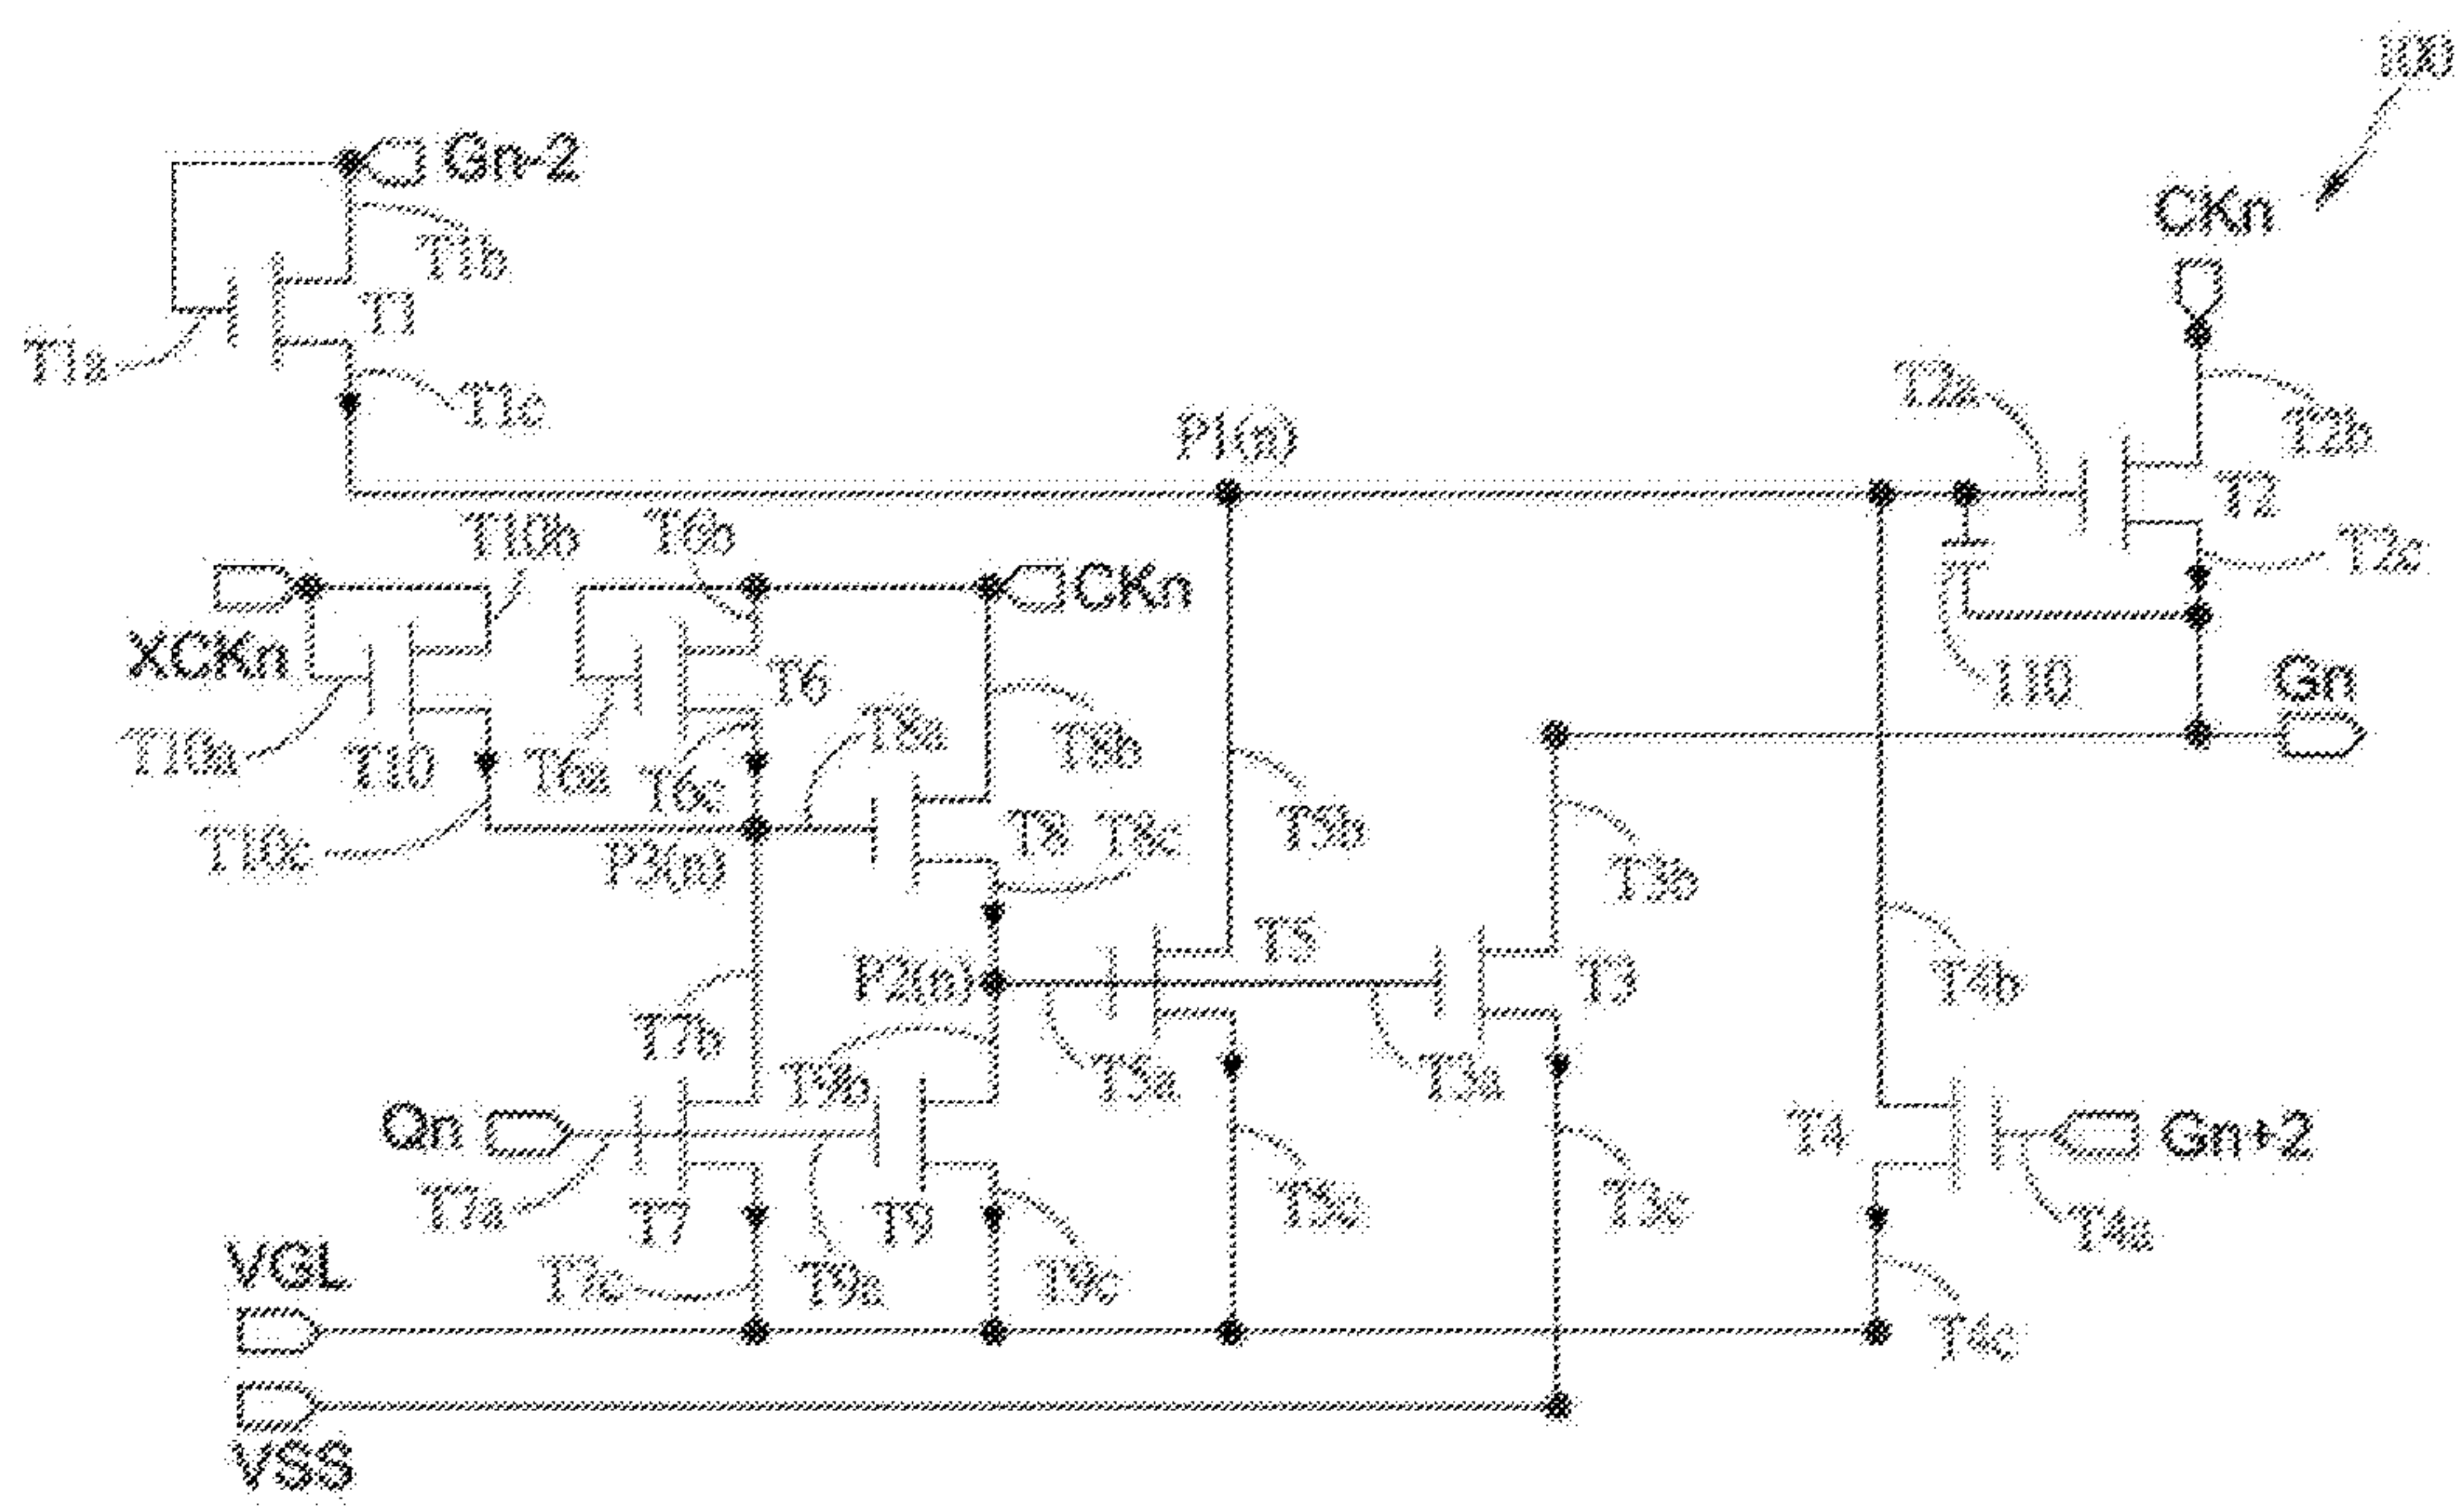 100
Gn-2
CKn
T1b
T1
T1a
T1c
T2a
P1(n)
T2b
T2
T10b
T6b
T2c
CKn
XCKn
T6
110
Gn
T8a
T10a
T10
T6a
T6c
T8b
T10c
P3(n)
T8
T8c
T5b
T3b
T5
P2(n)
T3
T4b
T7b
T9b
T5a
T3a
Qn
T4
Gn+2
T7a
T7
T9
T5c
T3c
T4a
VGL
T7c
T9a
T9c
T4c
VSS